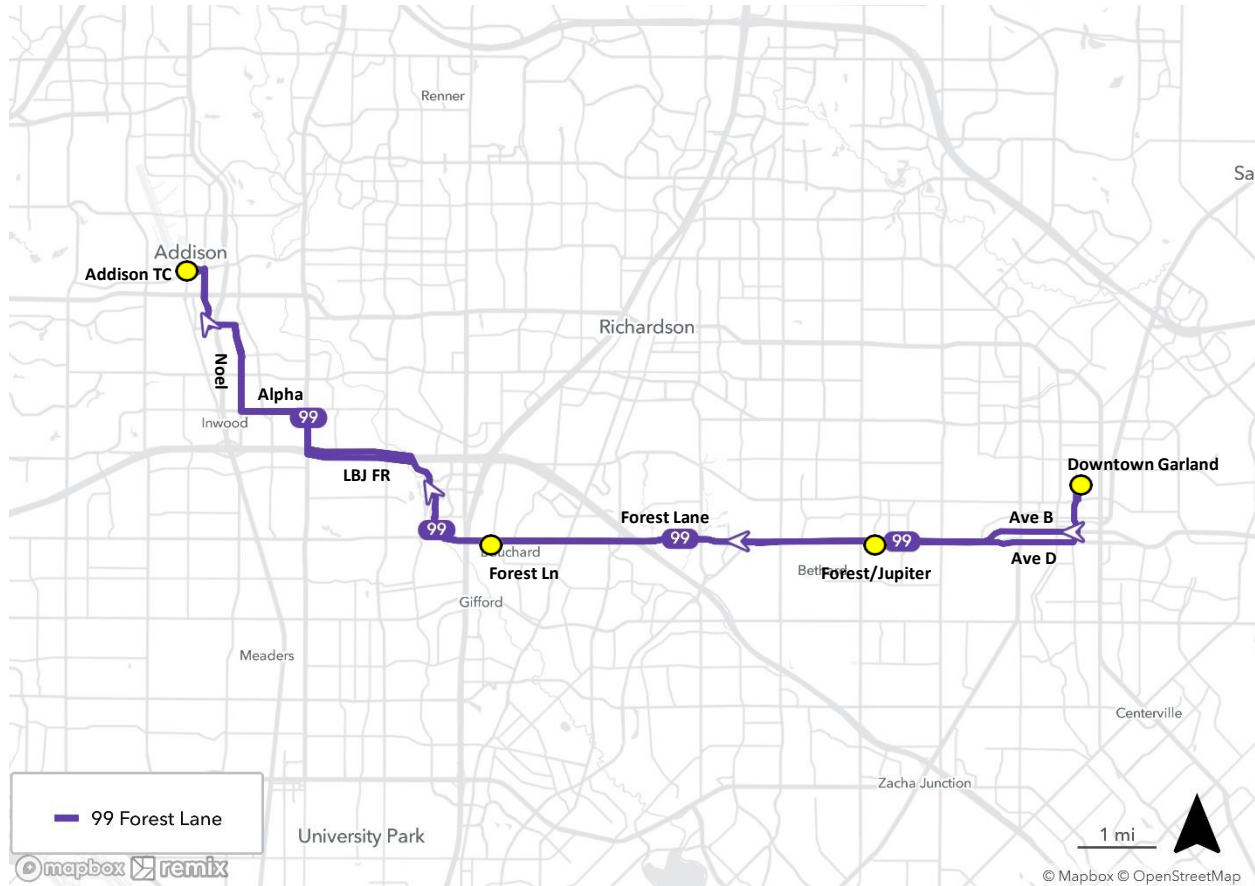 Renner
Sa
Addison
Addison TC
Richardson
Noel
Alpha
99
Inwood
LBJ FR
Downtown Garland
99
Forest Lane
99
99
Ave B
Ave D
Forest Ln
Forest/Jupiter
Gifford
Meaders
Centerville
Zacha Junction
99 Forest Lane
University Park
1 mi
mapbox remix
© Mapbox © OpenStreetMap